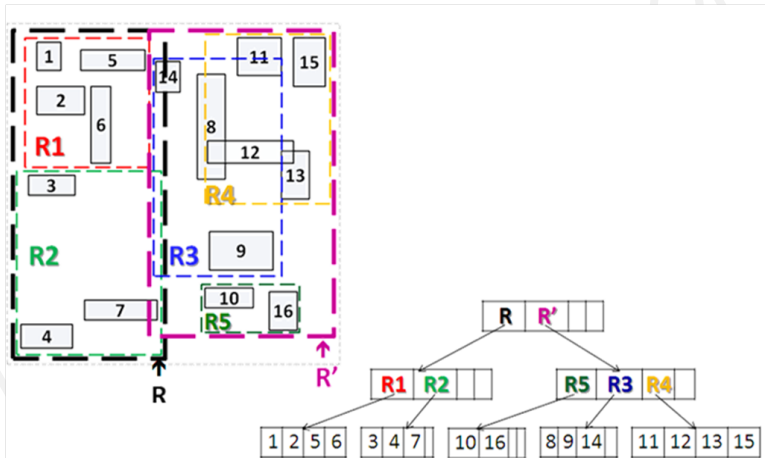 1 5 11 15
14
2 6 8
R1 12
3 13
R4
R2 R3 9
10
7 R5 16
4
R R'
R R'
R1 R2 R5 R3 R4
1 2 5 6 3 4 7 10 16 8 9 14 11 12 13 15